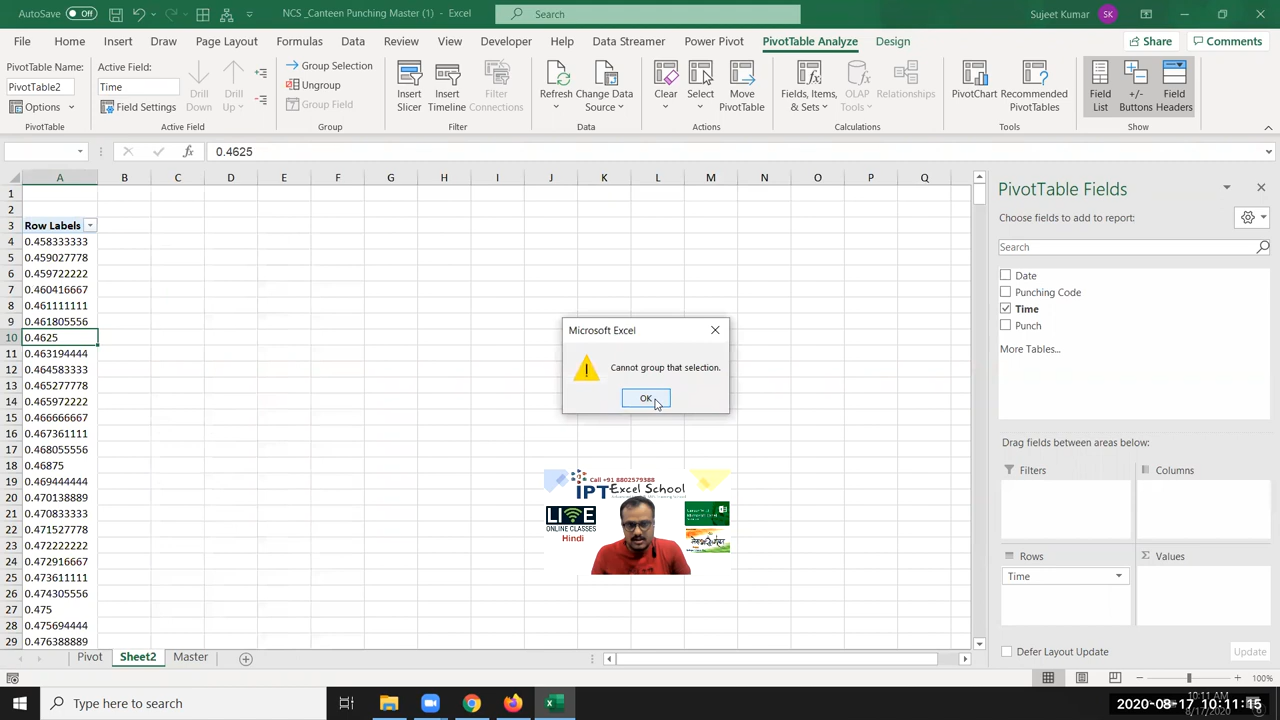 AutoSave Off NCS _Canteen Punching Master (1) - Excel Search Sujeet Kumar SK
File Home Insert Draw Page Layout Formulas Data Review View Developer Help Data Streamer Power Pivot PivotTable Analyze Design Share Comments
PivotTable Name:
PivotTable2
Options
PivotTable
Active Field:
Time
Field Settings
Drill Down
Drill Up
Active Field
Group Selection
Ungroup
Group Field
Group
Insert Slicer
Insert Timeline
Filter Connections
Filter
Refresh
Change Data Source
Data
Clear
Select
Move PivotTable
Actions
Fields, Items, & Sets
OLAP Tools
Relationships
Calculations
PivotChart
Recommended PivotTables
Tools
Field List
+/- Buttons
Field Headers
Show
fx 0.4625
A B C D E F G H I J K L M N O P Q
1
2
3 Row Labels
4 0.458333333
5 0.459027778
6 0.459722222
7 0.460416667
8 0.461111111
9 0.461805556
10 0.4625
11 0.463194444
12 0.464583333
13 0.465277778
14 0.465972222
15 0.466666667
16 0.467361111
17 0.468055556
18 0.46875
19 0.469444444
20 0.470138889
21 0.470833333
22 0.471527778
23 0.472222222
24 0.472916667
25 0.473611111
26 0.474305556
27 0.475
28 0.475694444
29 0.476388889
Microsoft Excel
Cannot group that selection.
OK
Call +91 8802579388
IPT Excel School
LIVE
ONLINE CLASSES
Hindi
PivotTable Fields
Choose fields to add to report:
Search
Date
Punching Code
Time
Punch
More Tables...
Drag fields between areas below:
Filters
Columns
Rows
Values
Time
Defer Layout Update Update
Pivot Sheet2 Master
100%
Type here to search
10:11 AM
8/17/2020
2020-08-17 10:11:15